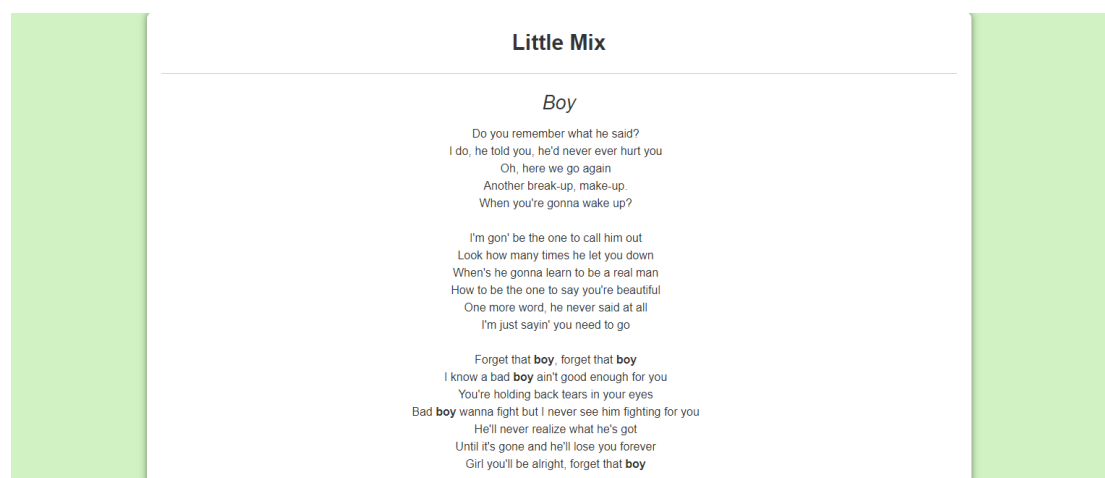 Little Mix
Boy
Do you remember what he said?
I do, he told you, he'd never ever hurt you
Oh, here we go again
Another break-up, make-up.
When you're gonna wake up?
I'm gon' be the one to call him out
Look how many times he let you down
When's he gonna learn to be a real man
How to be the one to say you're beautiful
One more word, he never said at all
I'm just sayin' you need to go
Forget that boy, forget that boy
I know a bad boy ain't good enough for you
You're holding back tears in your eyes
Bad boy wanna fight but I never see him fighting for you
He'll never realize what he's got
Until it's gone and he'll lose you forever
Girl you'll be alright, forget that boy